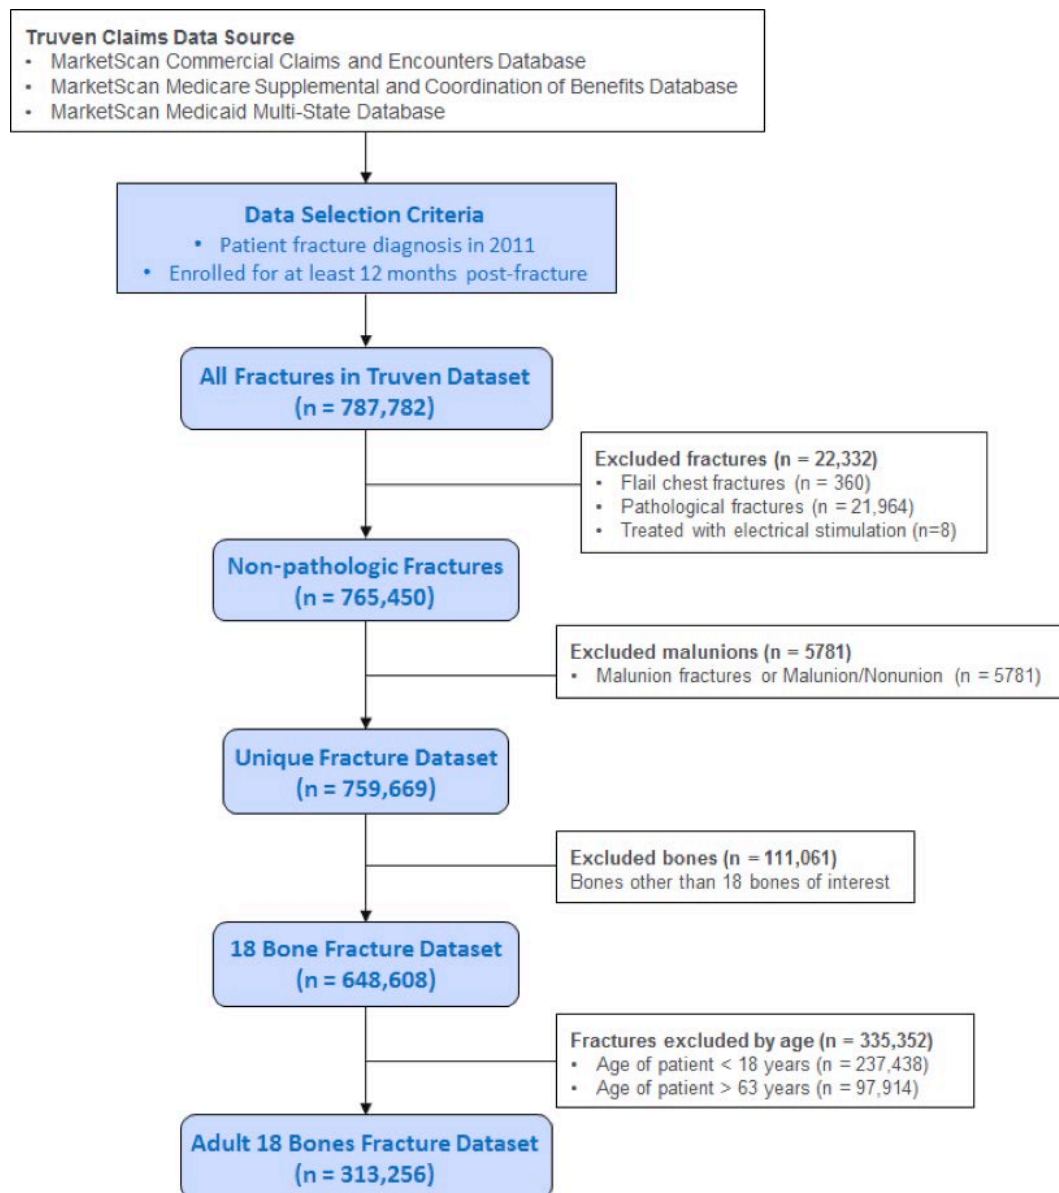 Truven Claims Data Source
• MarketScan Commercial Claims and Encounters Database
• MarketScan Medicare Supplemental and Coordination of Benefits Database
• MarketScan Medicaid Multi-State Database
Data Selection Criteria
• Patient fracture diagnosis in 2011
• Enrolled for at least 12 months post-fracture
All Fractures in Truven Dataset
(n = 787,782)
Excluded fractures (n = 22,332)
• Flail chest fractures (n = 360)
• Pathological fractures (n = 21,964)
• Treated with electrical stimulation (n=8)
Non-pathologic Fractures
(n = 765,450)
Excluded malunions (n = 5781)
• Malunion fractures or Malunion/Nonunion (n = 5781)
Unique Fracture Dataset
(n = 759,669)
Excluded bones (n = 111,061)
Bones other than 18 bones of interest
18 Bone Fracture Dataset
(n = 648,608)
Fractures excluded by age (n = 335,352)
• Age of patient < 18 years (n = 237,438)
• Age of patient > 63 years (n = 97,914)
Adult 18 Bones Fracture Dataset
(n = 313,256)